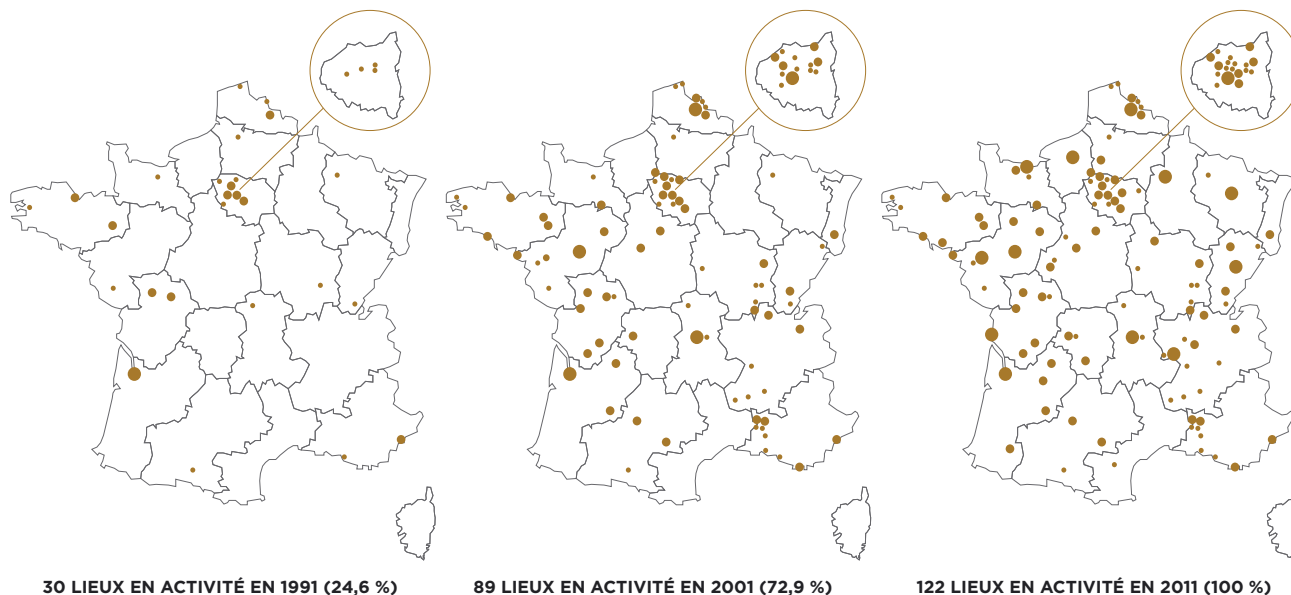 30 LIEUX EN ACTIVITÉ EN 1991 (24,6 %)
89 LIEUX EN ACTIVITÉ EN 2001 (72,9 %)
122 LIEUX EN ACTIVITÉ EN 2011 (100 %)